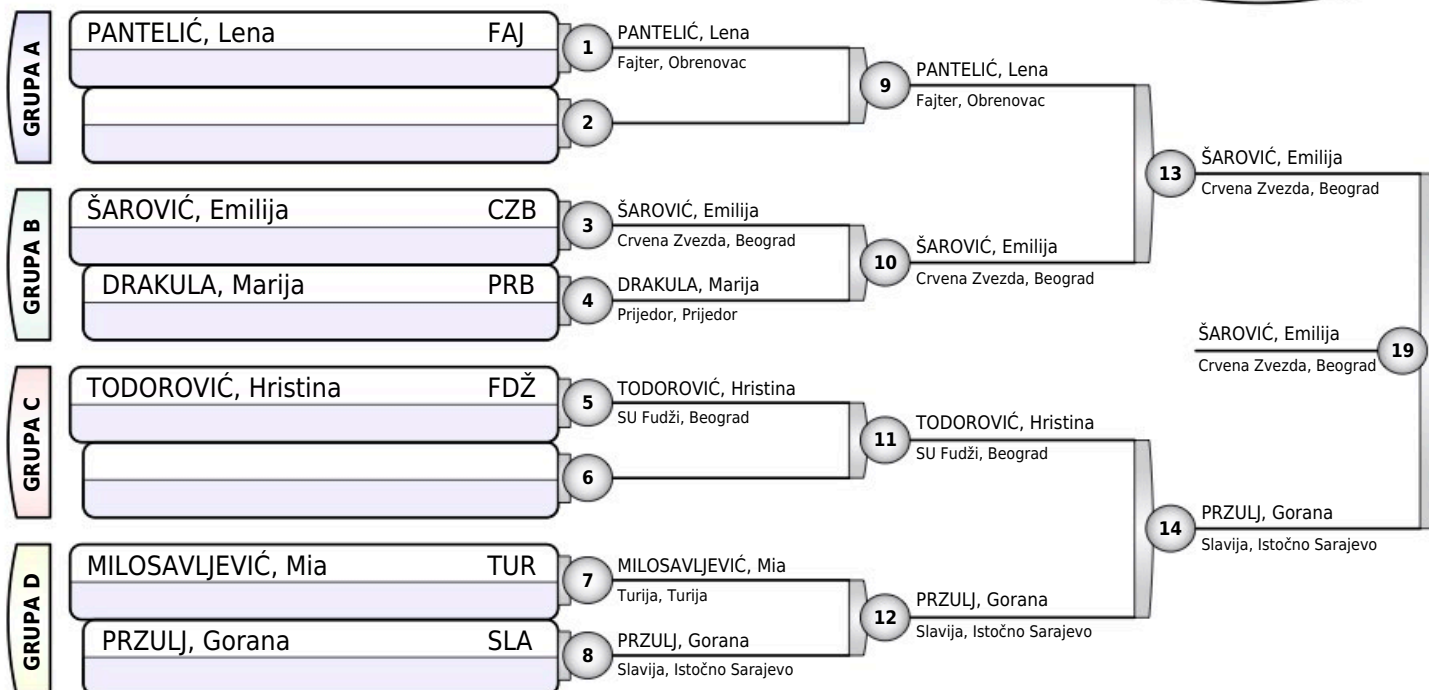 GRUPA A
PANTELIĆ, Lena FAJ
1
PANTELIĆ, Lena
Fajter, Obrenovac
2
9
PANTELIĆ, Lena
Fajter, Obrenovac
GRUPA B
ŠAROVIĆ, Emilija CZB
3
ŠAROVIĆ, Emilija
Crvena Zvezda, Beograd
DRAKULA, Marija PRB
4
DRAKULA, Marija
Prijedor, Prijedor
10
ŠAROVIĆ, Emilija
Crvena Zvezda, Beograd
13
ŠAROVIĆ, Emilija
Crvena Zvezda, Beograd
GRUPA C
TODOROVIĆ, Hristina FDŽ
5
TODOROVIĆ, Hristina
SU Fudži, Beograd
6
11
TODOROVIĆ, Hristina
SU Fudži, Beograd
GRUPA D
MILOSAVLJEVIĆ, Mia TUR
7
MILOSAVLJEVIĆ, Mia
Turija, Turija
PRZULJ, Gorana SLA
8
PRZULJ, Gorana
Slavija, Istočno Sarajevo
12
PRZULJ, Gorana
Slavija, Istočno Sarajevo
14
PRZULJ, Gorana
Slavija, Istočno Sarajevo
ŠAROVIĆ, Emilija
Crvena Zvezda, Beograd
19